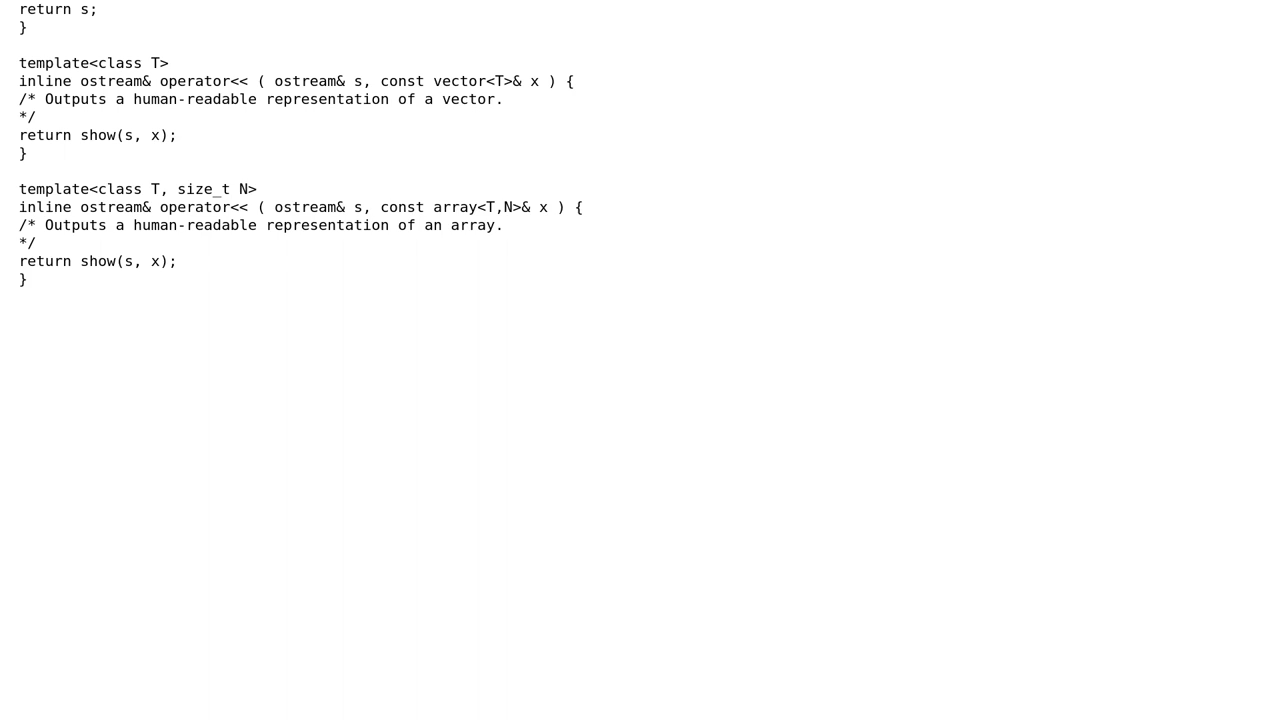 return s;
}

template<class T>
inline ostream& operator<< ( ostream& s, const vector<T>& x ) {
/* Outputs a human-readable representation of a vector.
*/
return show(s, x);
}

template<class T, size_t N>
inline ostream& operator<< ( ostream& s, const array<T,N>& x ) {
/* Outputs a human-readable representation of an array.
*/
return show(s, x);
}